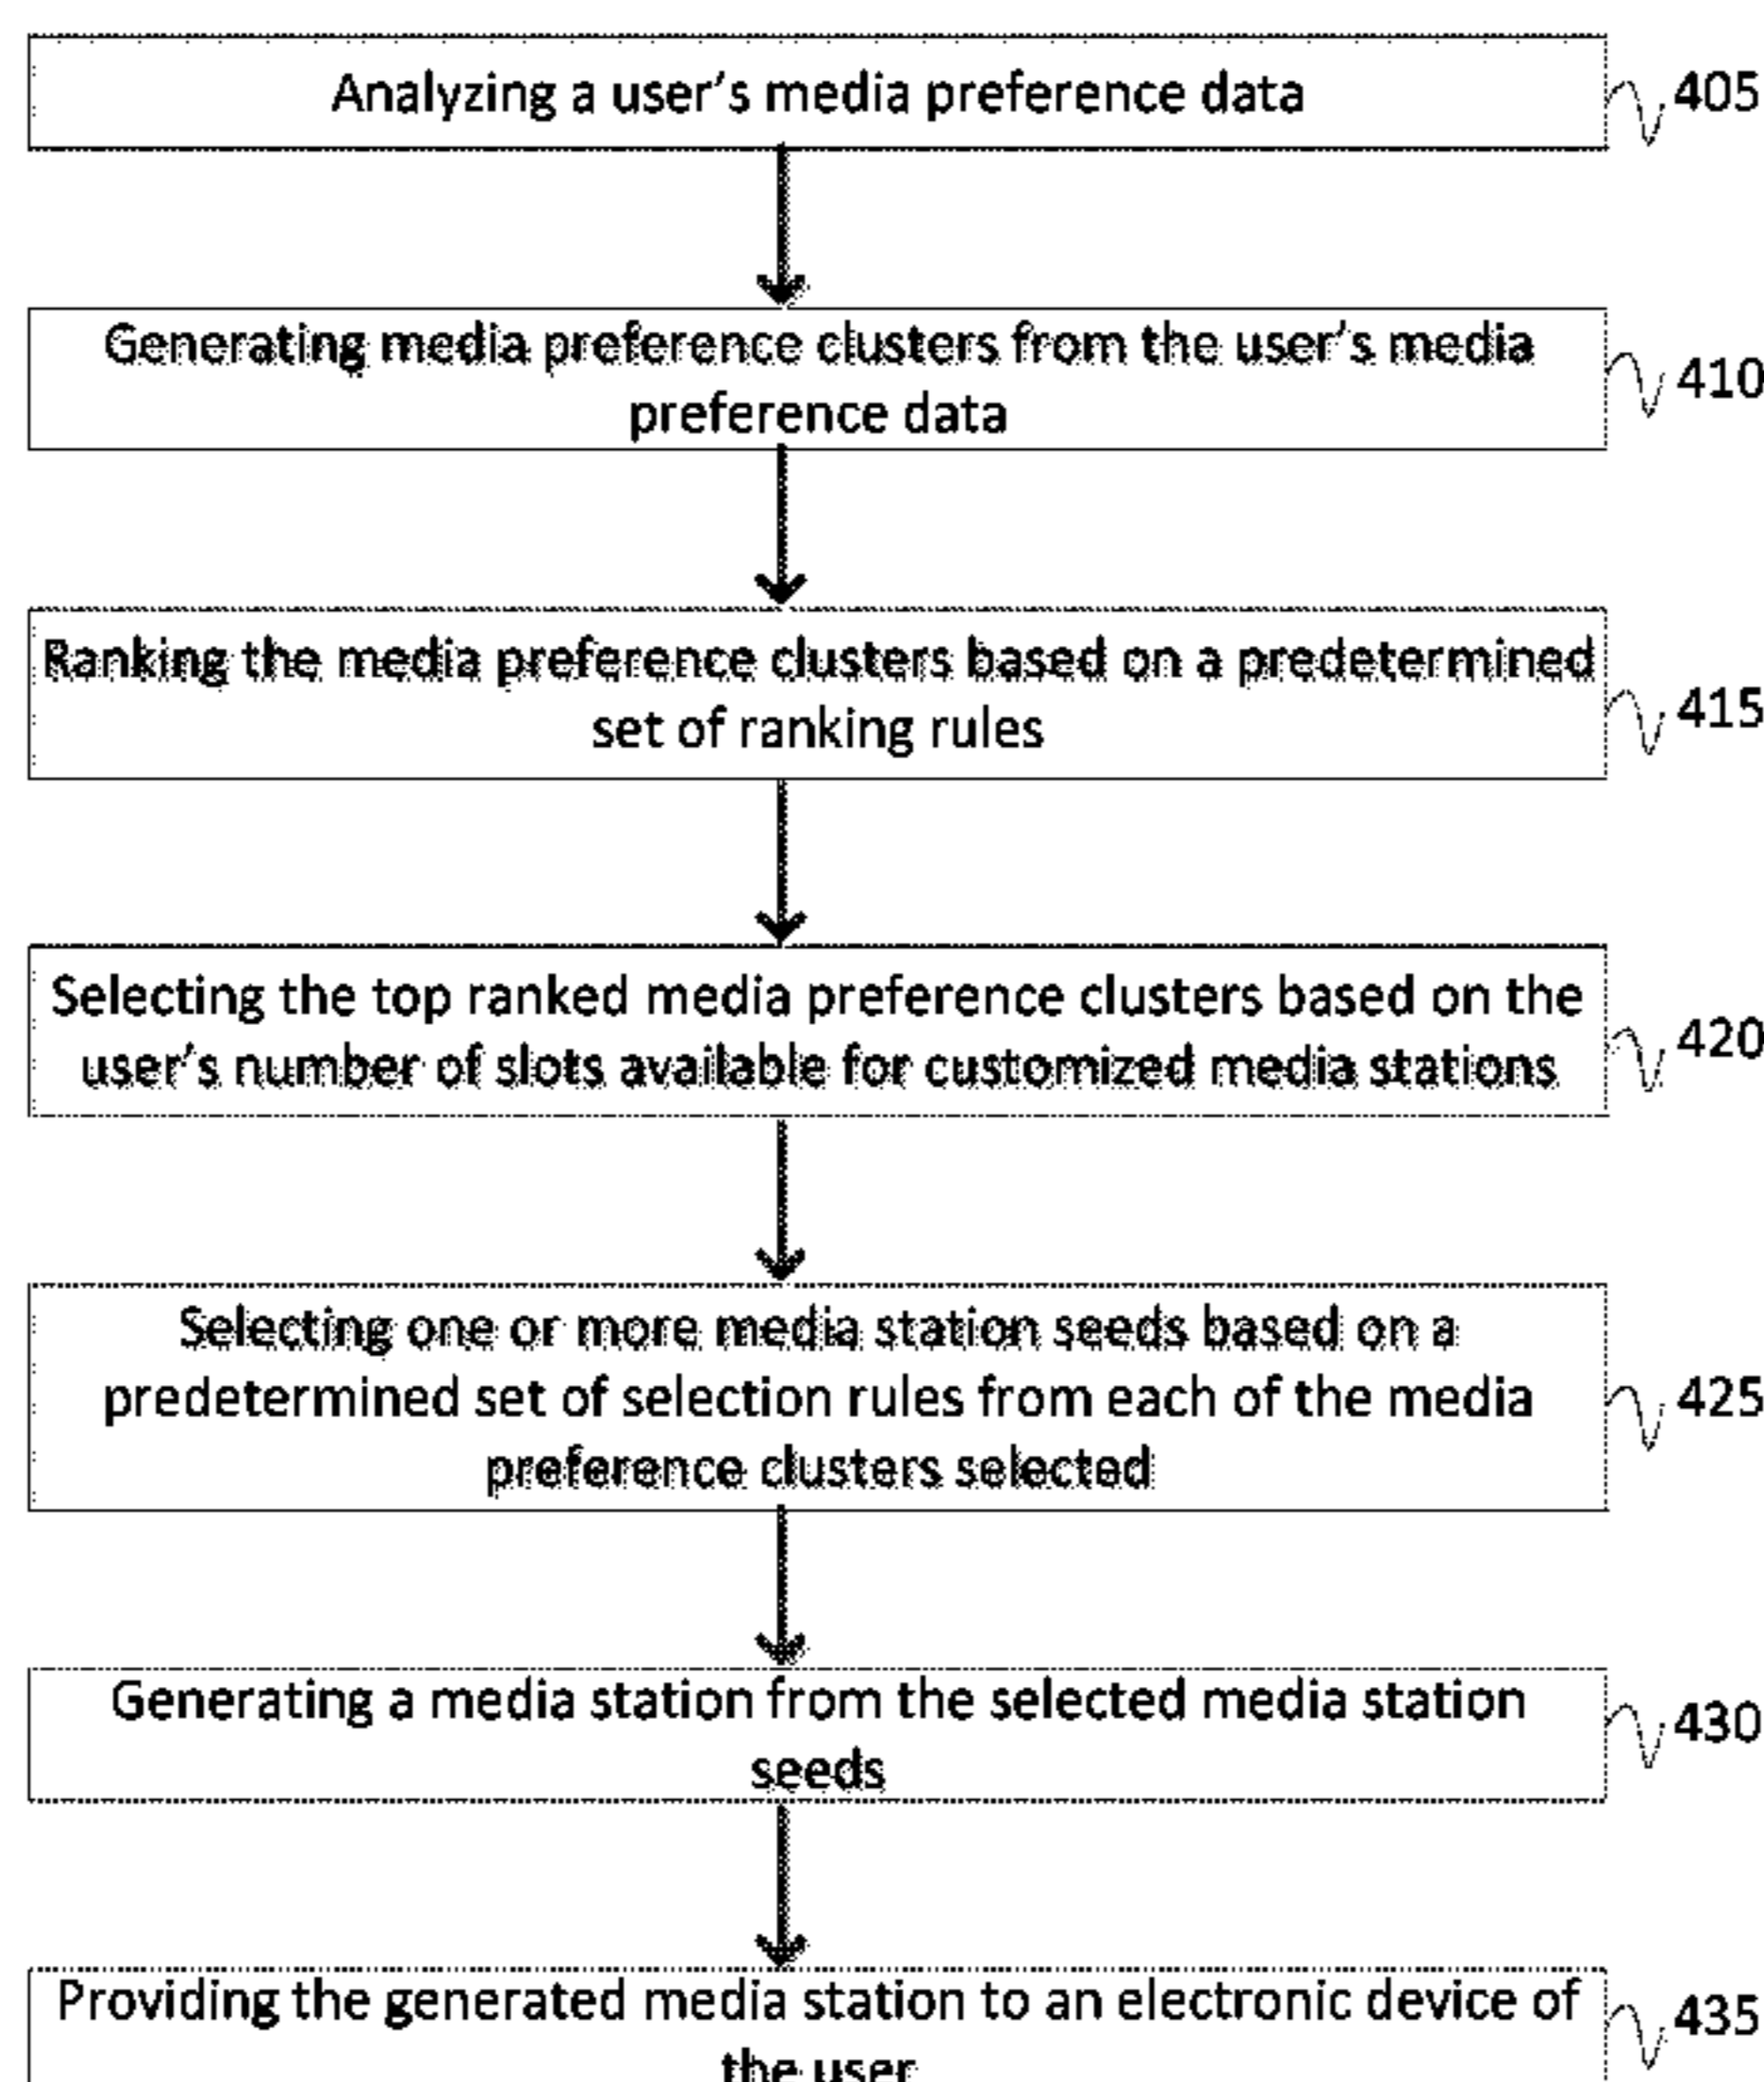 Analyzing a user's media preference data
405
Generating media preference clusters from the user's media
preference data
410
Ranking the media preference clusters based on a predetermined
set of ranking rules
415
Selecting the top ranked media preference clusters based on the
user's number of slots available for customized media stations
420
Selecting one or more media station seeds based on a
predetermined set of selection rules from each of the media
preference clusters selected
425
Generating a media station from the selected media station
seeds
430
Providing the generated media station to an electronic device of
the user
435